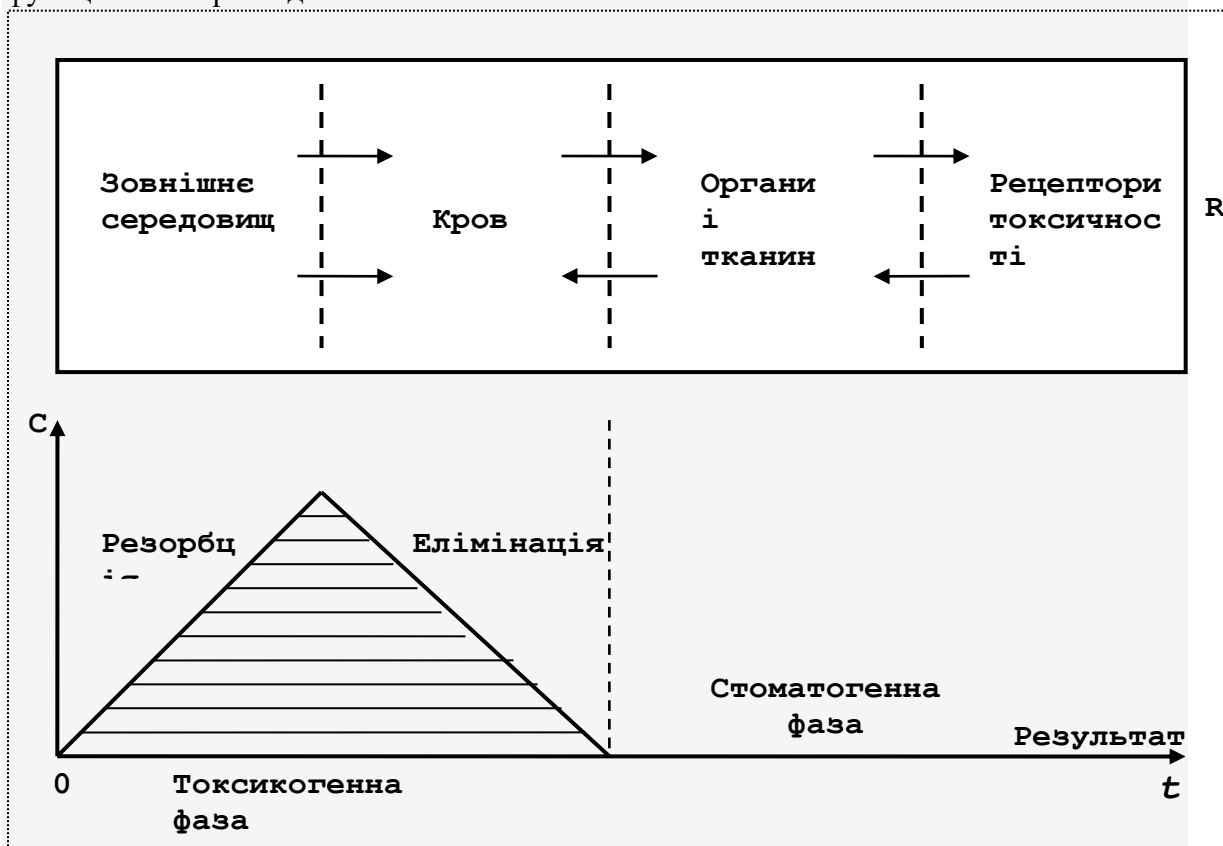 Зовнішнє
середовищ
Кров
Органи
і
тканин
Рецептори
токсичнос
ті
R
C
Резорбц
Елімінація
Стоматогенна
фаза
Результат
0
Токсикогенна
фаза
t